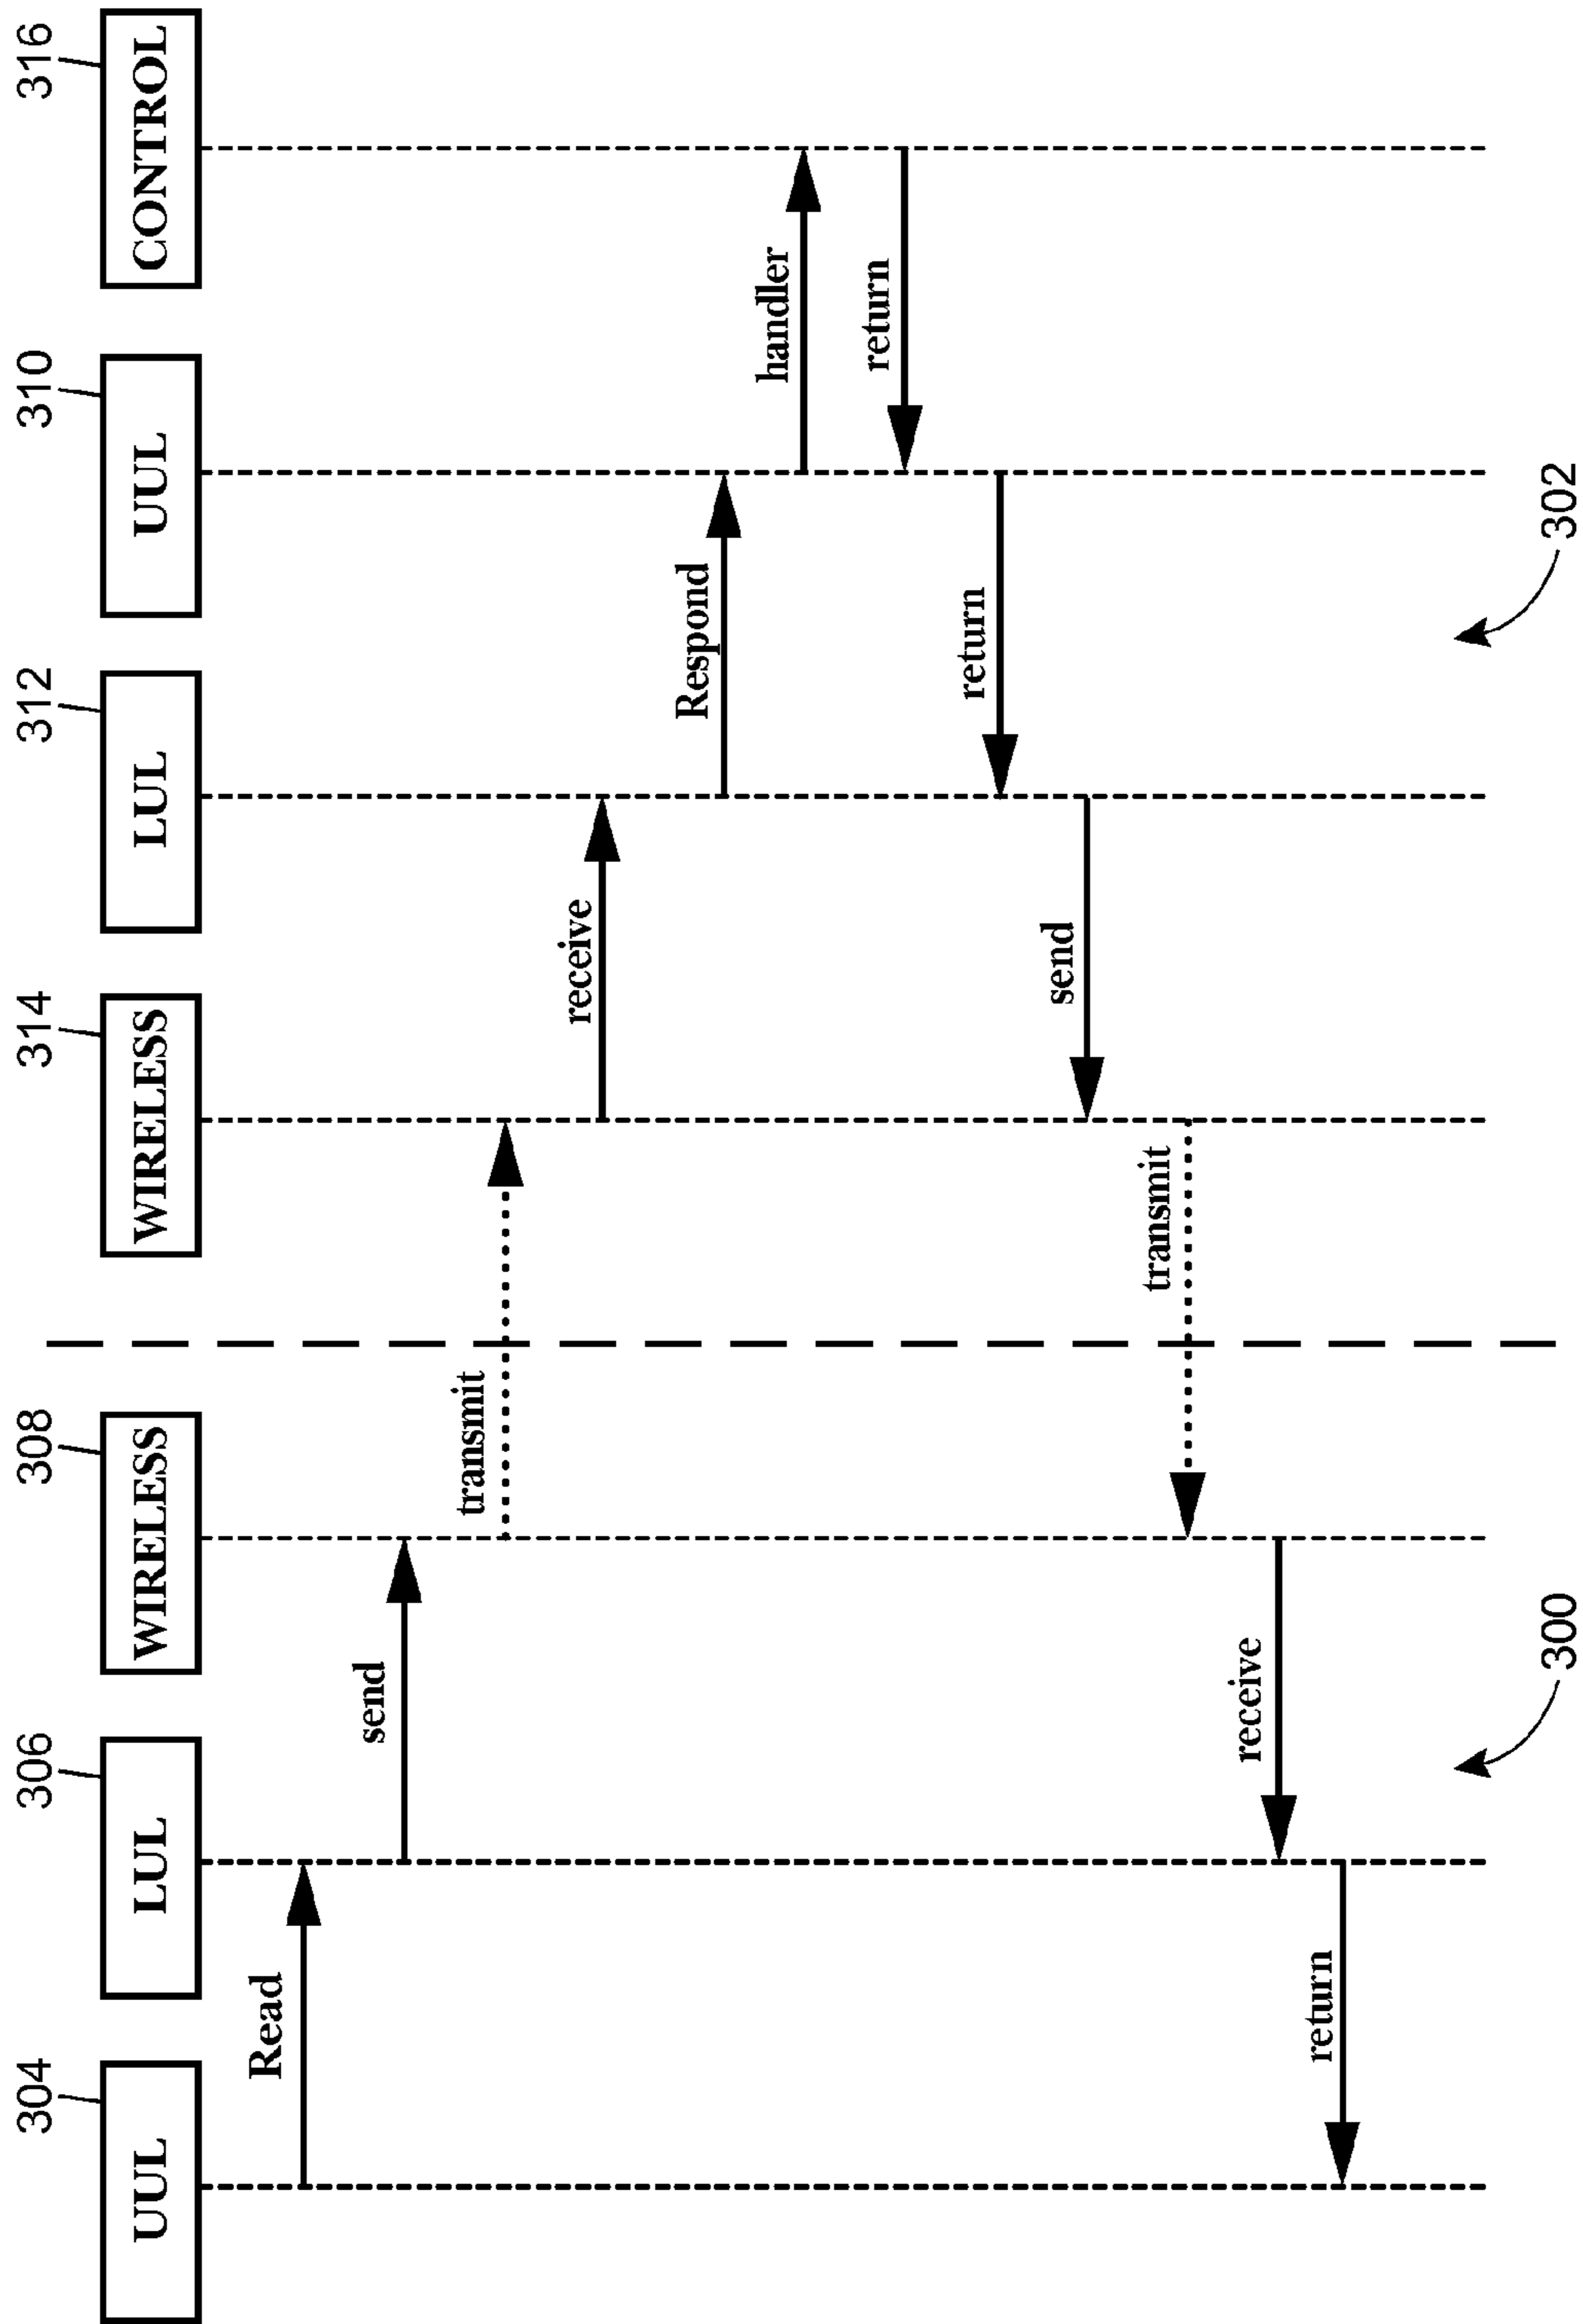 304
306
308
314
312
310
316
UUL
LUL
WIRELESS
WIRELESS
LUL
UUL
CONTROL
Read
send
transmit
receive
Respond
handler
return
return
send
transmit
receive
return
300
302